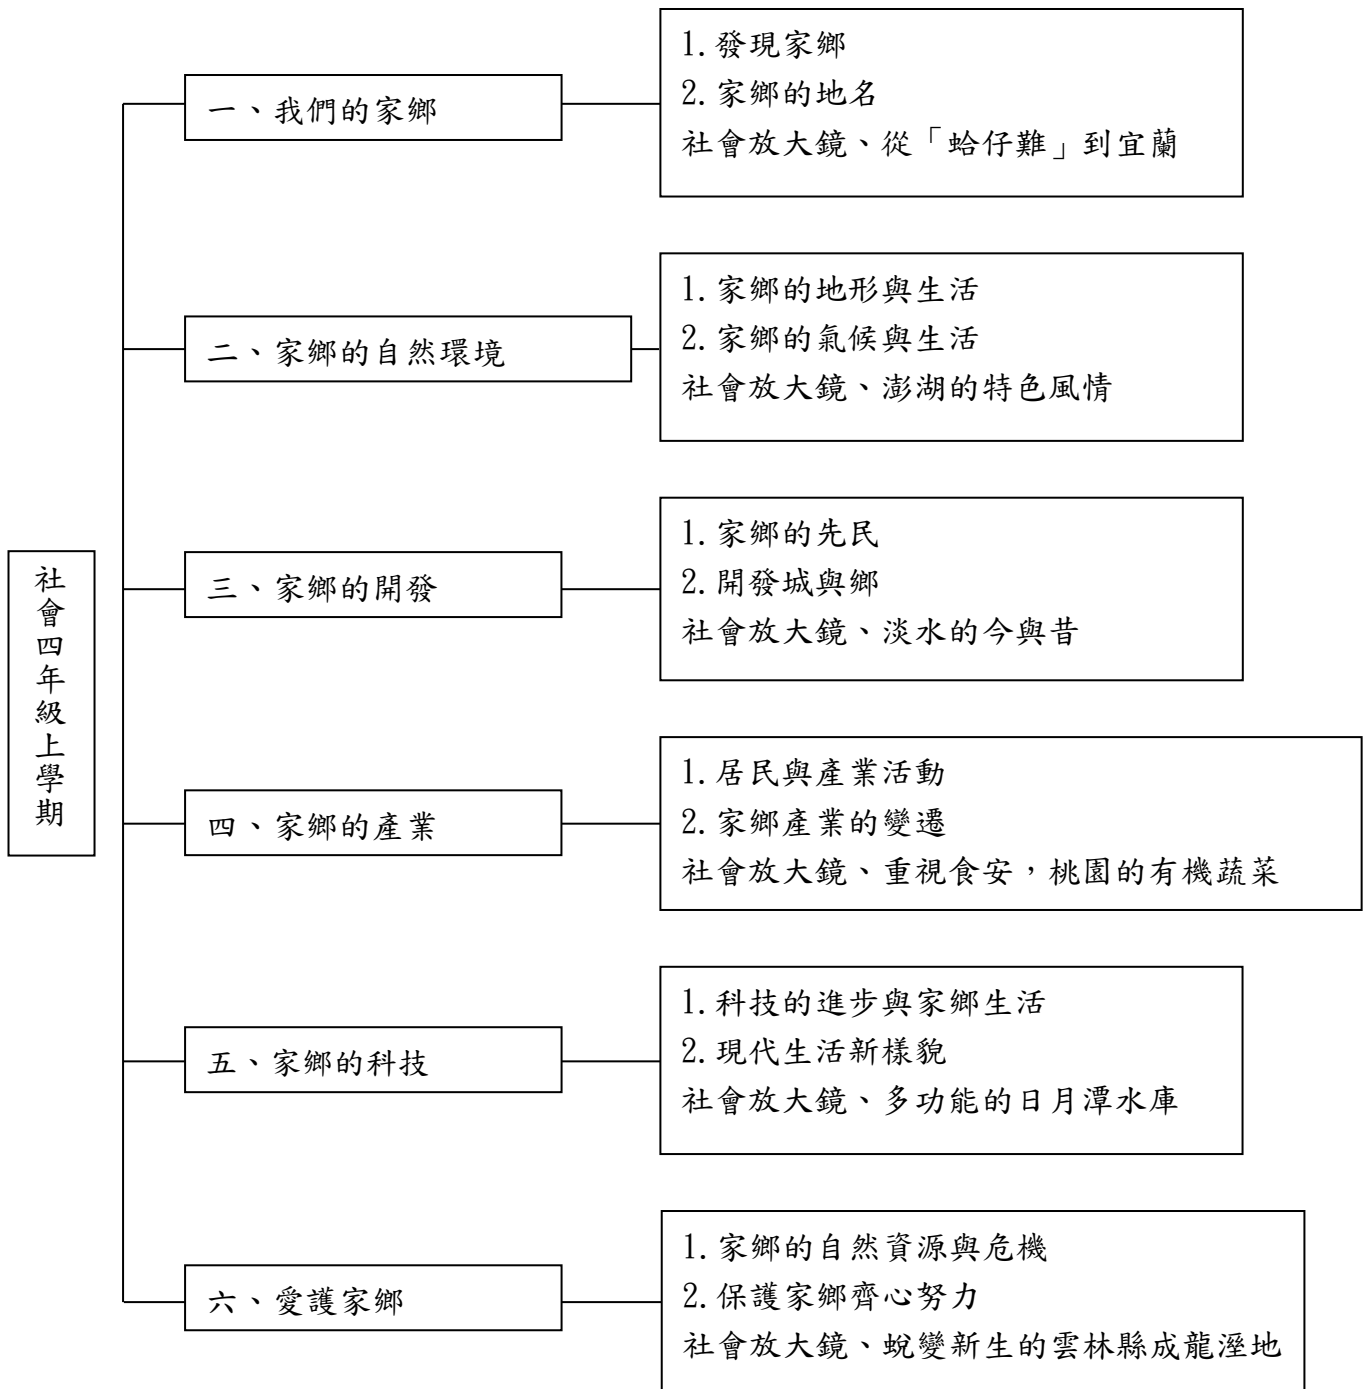 社會四年級上學期
一、我們的家鄉
1.發現家鄉
2.家鄉的地名
社會放大鏡、從「蛤仔難」到宜蘭
二、家鄉的自然環境
1.家鄉的地形與生活
2.家鄉的氣候與生活
社會放大鏡、澎湖的特色風情
三、家鄉的開發
1.家鄉的先民
2.開發城與鄉
社會放大鏡、淡水的今與昔
四、家鄉的產業
1.居民與產業活動
2.家鄉產業的變遷
社會放大鏡、重視食安，桃園的有機蔬菜
五、家鄉的科技
1.科技的進步與家鄉生活
2.現代生活新樣貌
社會放大鏡、多功能的日月潭水庫
六、愛護家鄉
1.家鄉的自然資源與危機
2.保護家鄉齊心努力
社會放大鏡、蛻變新生的雲林縣成龍溼地